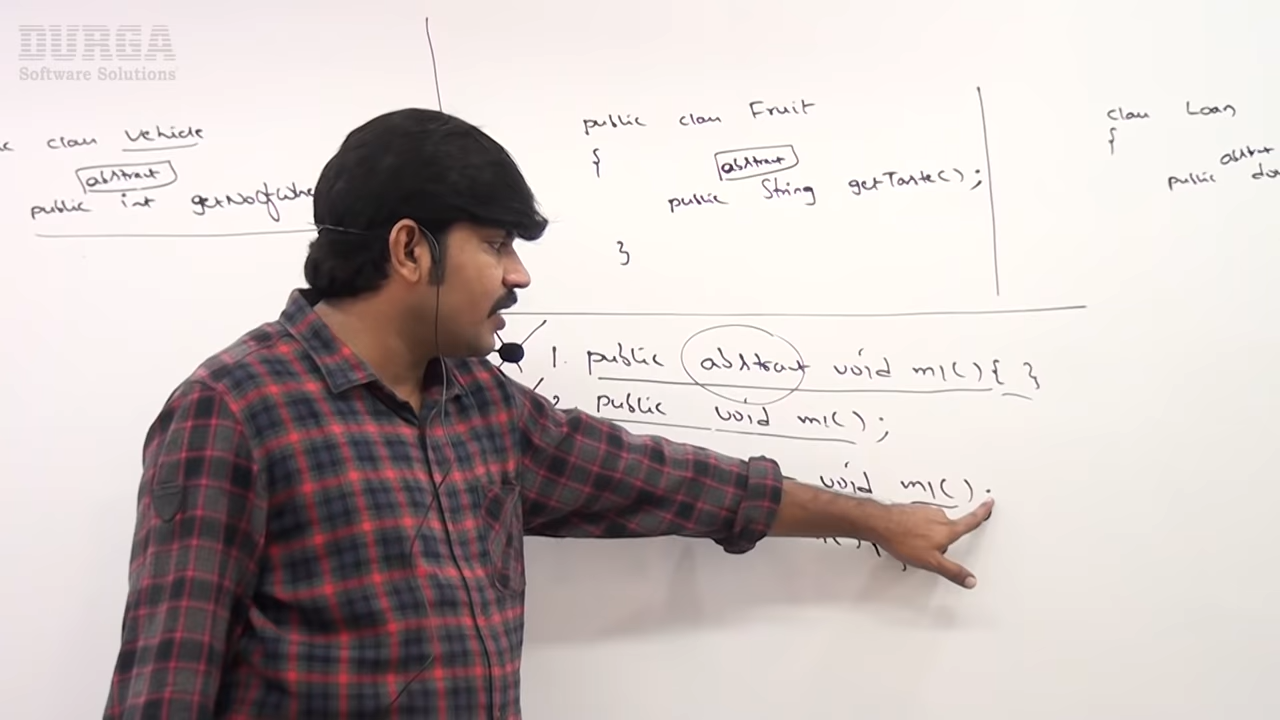 DURGA
Software Solutions
class Vehicle
abstract
public int getNoOfWhe
public class Fruit
{
abstract
public String getTaste();
}
class Loan
{
abstract
public
1. public abstract void m1(){ }
2. public void m1();
void m1()